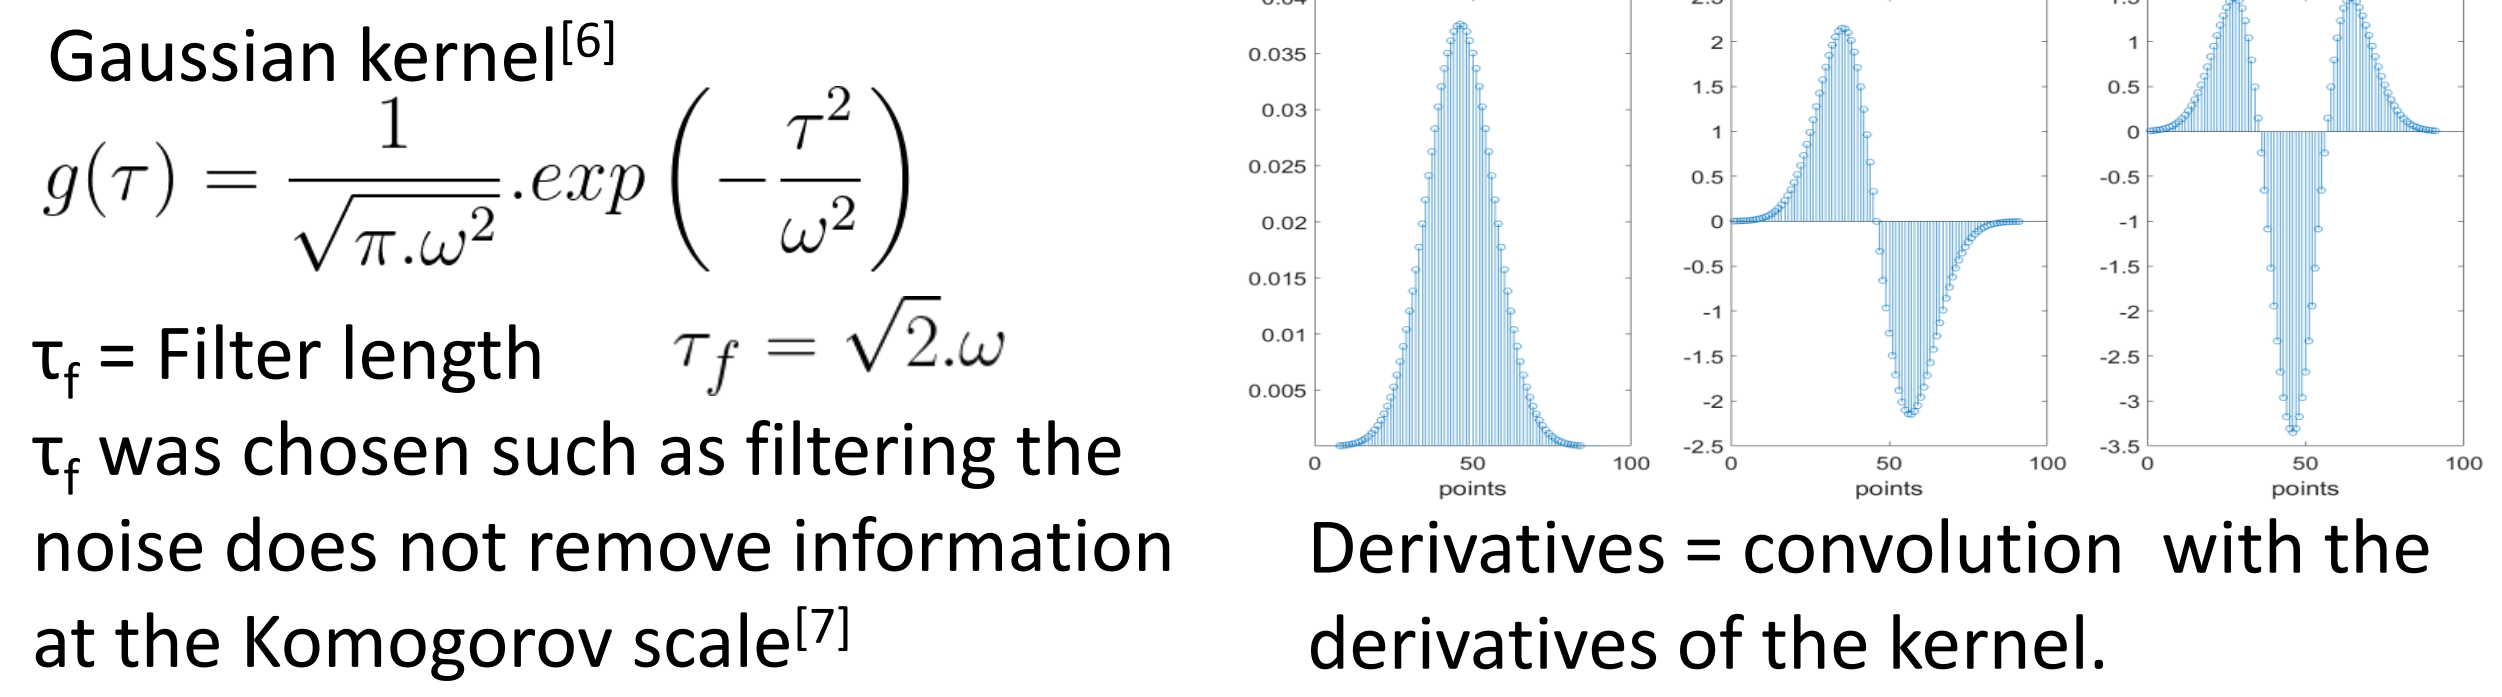 Gaussian kernel[6]
g(τ) = 1 / √(π.ω²) .exp(−τ²/ω²)
τf = Filter length
τf = √2.ω
τf was chosen such as filtering the
noise does not remove information
at the Komogorov scale[7]
0.035
0.03
0.025
0.02
0.015
0.01
0.005
0 50 100
points
2
1.5
1
0.5
0
-0.5
-1
-1.5
-2
-2.5
0 50 100
points
1
0.5
0
-0.5
-1
-1.5
-2
-2.5
-3
-3.5
0 50 100
points
Derivatives = convolution with the
derivatives of the kernel.